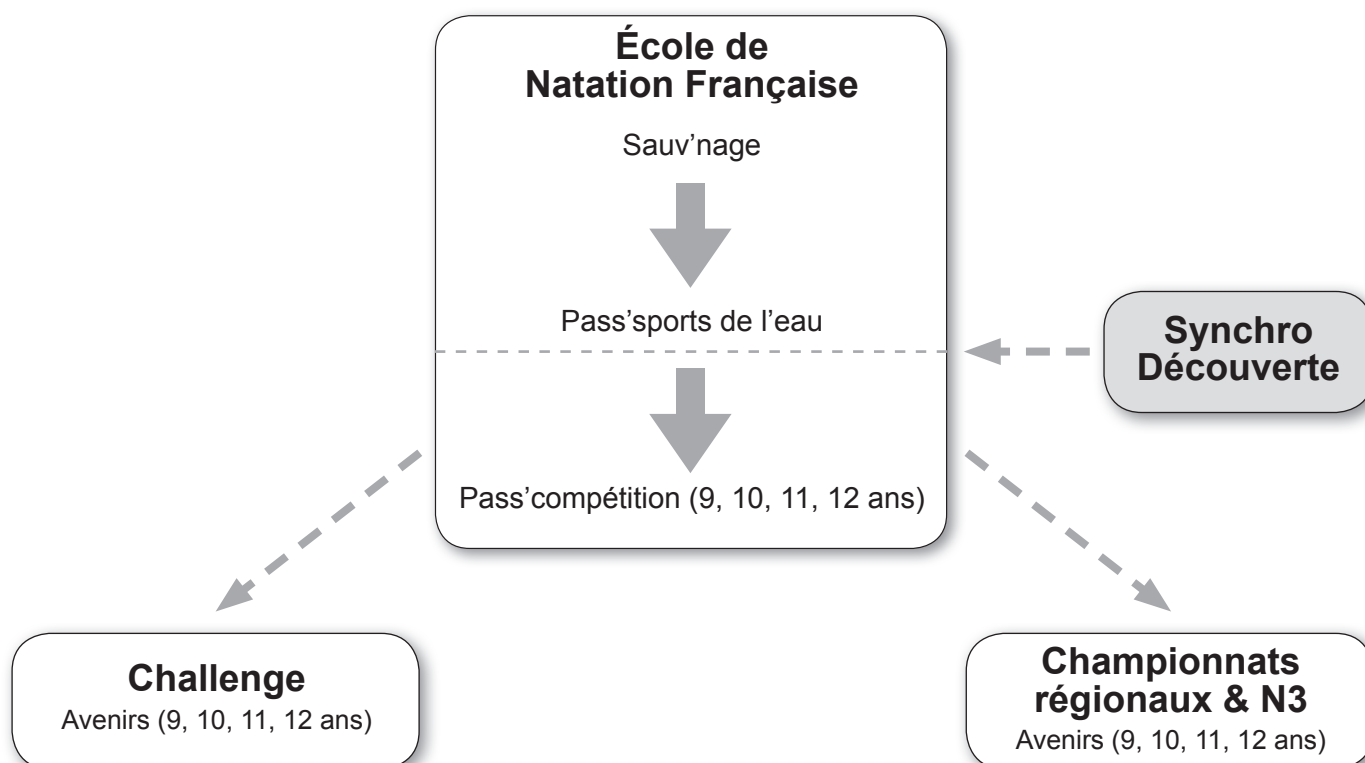 École de
Natation Française
Sauv’nage
Pass’sports de l’eau
Synchro
Découverte
Pass’compétition (9, 10, 11, 12 ans)
Challenge
Avenirs (9, 10, 11, 12 ans)
Championnats
régionaux & N3
Avenirs (9, 10, 11, 12 ans)